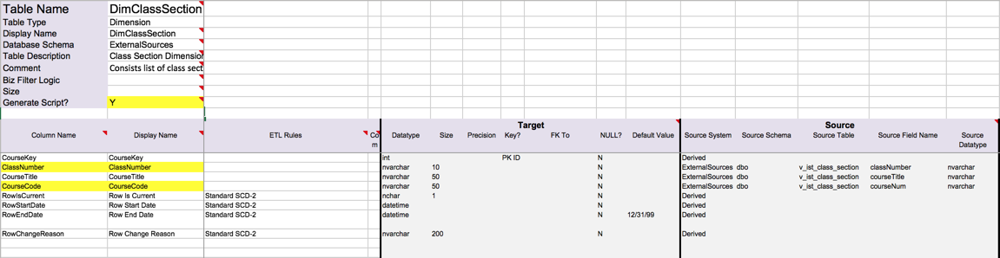 Table Name DimClassSection
Table Type Dimension
Display Name DimClassSection
Database Schema ExternalSources
Table Description Class Section Dimension
Comment Consists list of class sect
Biz Filter Logic
Size
Generate Script? Y
Target Source
Column Name Display Name ETL Rules Co m Datatype Size Precision Key? FK To NULL? Default Value Source System Source Schema Source Table Source Field Name Source Datatype
CourseKey CourseKey int PK ID N Derived
ClassNumber ClassNumber nvarchar 10 N ExternalSources dbo v_ist_class_section classNumber nvarchar
CourseTitle CourseTitle nvarchar 50 N ExternalSources dbo v_ist_class_section courseTitle nvarchar
CourseCode CourseCode nvarchar 50 N ExternalSources dbo v_ist_class_section courseNum nvarchar
RowIsCurrent Row Is Current Standard SCD-2 nchar 1 N Derived
RowStartDate Row Start Date Standard SCD-2 datetime N Derived
RowEndDate Row End Date Standard SCD-2 datetime N 12/31/99 Derived
RowChangeReason Row Change Reason Standard SCD-2 nvarchar 200 N Derived